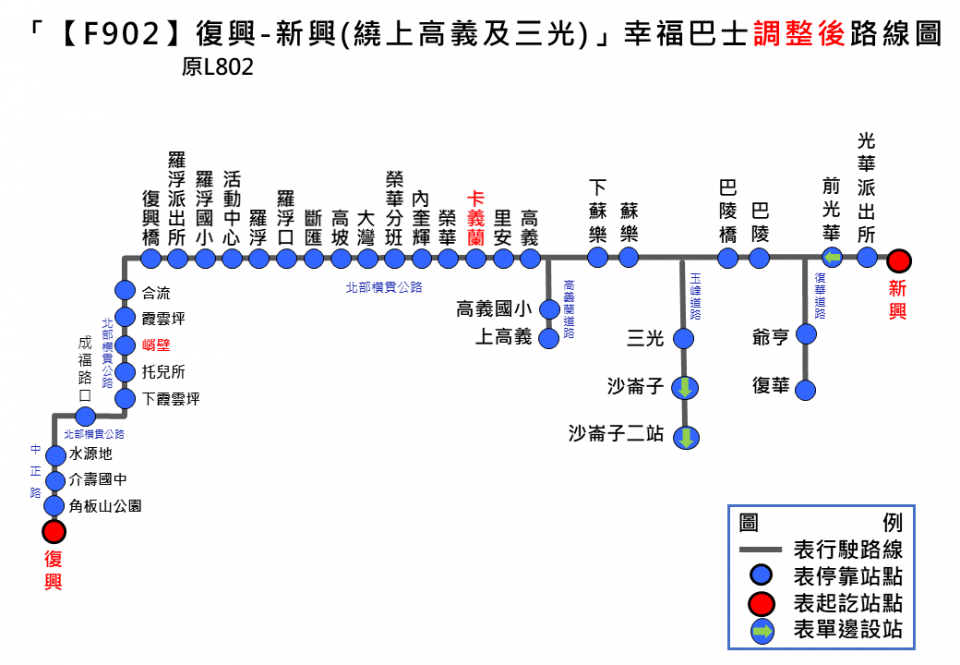 「【F902】復興-新興(繞上高義及三光)」幸福巴士調整後路線圖
原L802
復興橋
羅浮派出所
羅浮國小
活動中心
羅浮
羅浮口
斷匯
高坡
大灣
榮華分班
內奎輝
榮華
卡義蘭
里安
高義
下蘇樂
蘇樂
巴陵橋
巴陵
前光華
光華派出所
新興
北部橫貫公路
高義蘭道路
玉峰道路
復華道路
高義國小
上高義
三光
沙崙子
沙崙子二站
爺亨
復華
合流
霞雲坪
峭壁
托兒所
下霞雲坪
北部橫貫公路
成福路口
北部橫貫公路
中正路
水源地
介壽國中
角板山公園
復興
圖 例
表行駛路線
表停靠站點
表起訖站點
表單邊設站